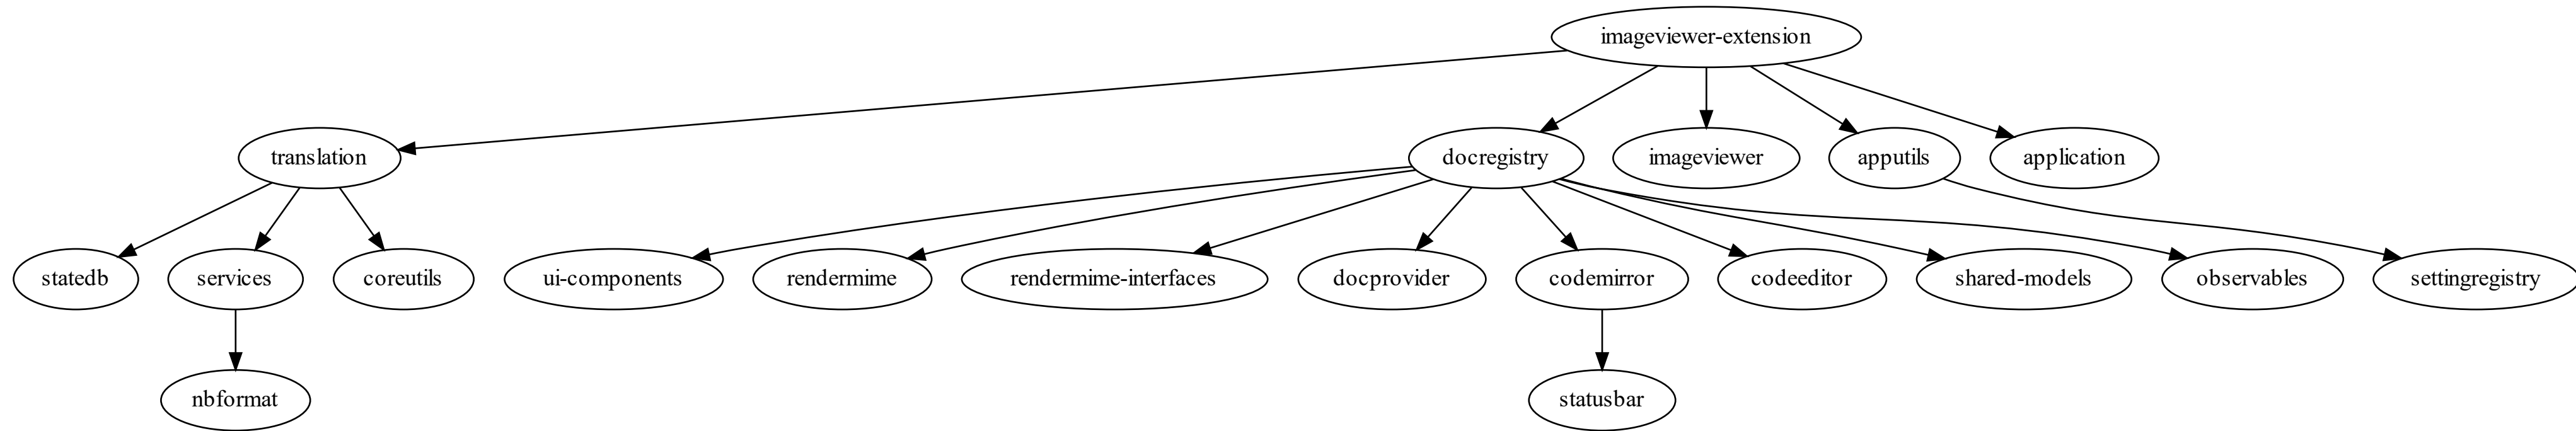 imageviewer-extension
translation
docregistry
imageviewer
apputils
application
statedb
services
coreutils
ui-components
rendermime
rendermime-interfaces
docprovider
codemirror
codeeditor
shared-models
observables
settingregistry
nbformat
statusbar